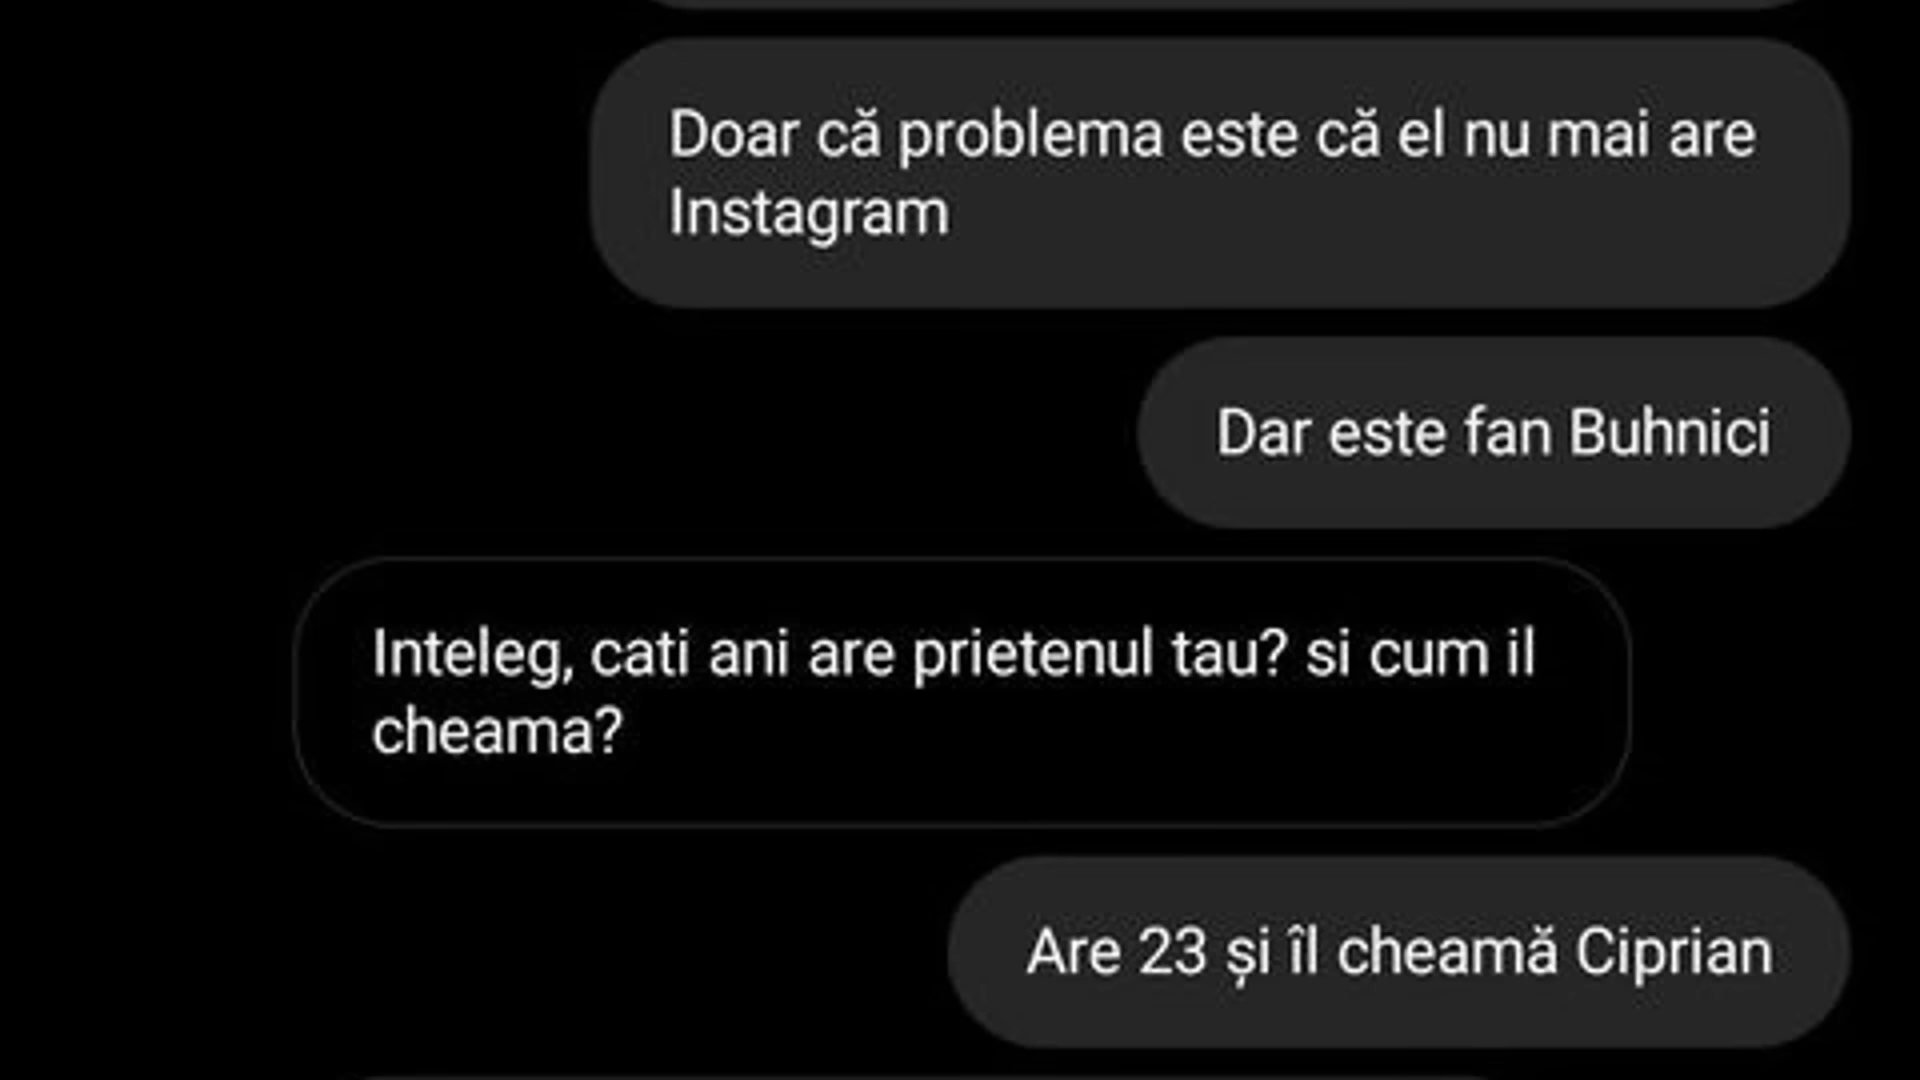 Doar că problema este că el nu mai are
Instagram
Dar este fan Buhnici
Inteleg, cati ani are prietenul tau? si cum il
cheama?
Are 23 și îl cheamă Ciprian